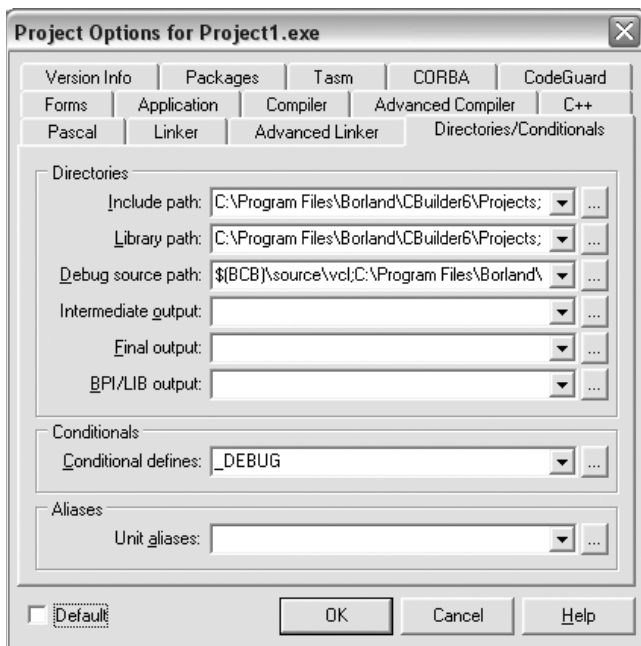 Project Options for Project1.exe
Version Info Packages Tasm CORBA CodeGuard
Forms Application Compiler Advanced Compiler C++
Pascal Linker Advanced Linker Directories/Conditionals
Directories
Include path: C:\Program Files\Borland\CBuilder6\Projects; ...
Library path: C:\Program Files\Borland\CBuilder6\Projects; ...
Debug source path: $(BCB)\source\vcl;C:\Program Files\Borland\ ...
Intermediate output: ...
Final output: ...
BPI/LIB output: ...
Conditionals
Conditional defines: _DEBUG ...
Aliases
Unit aliases: ...
Default OK Cancel Help